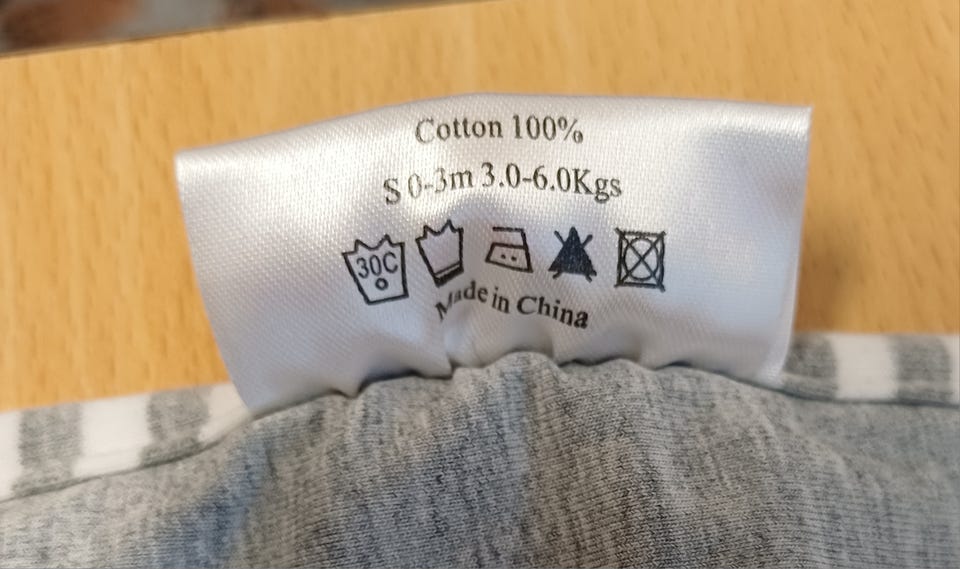 Cotton 100%
S 0-3m 3.0-6.0Kgs
30C
Made in China